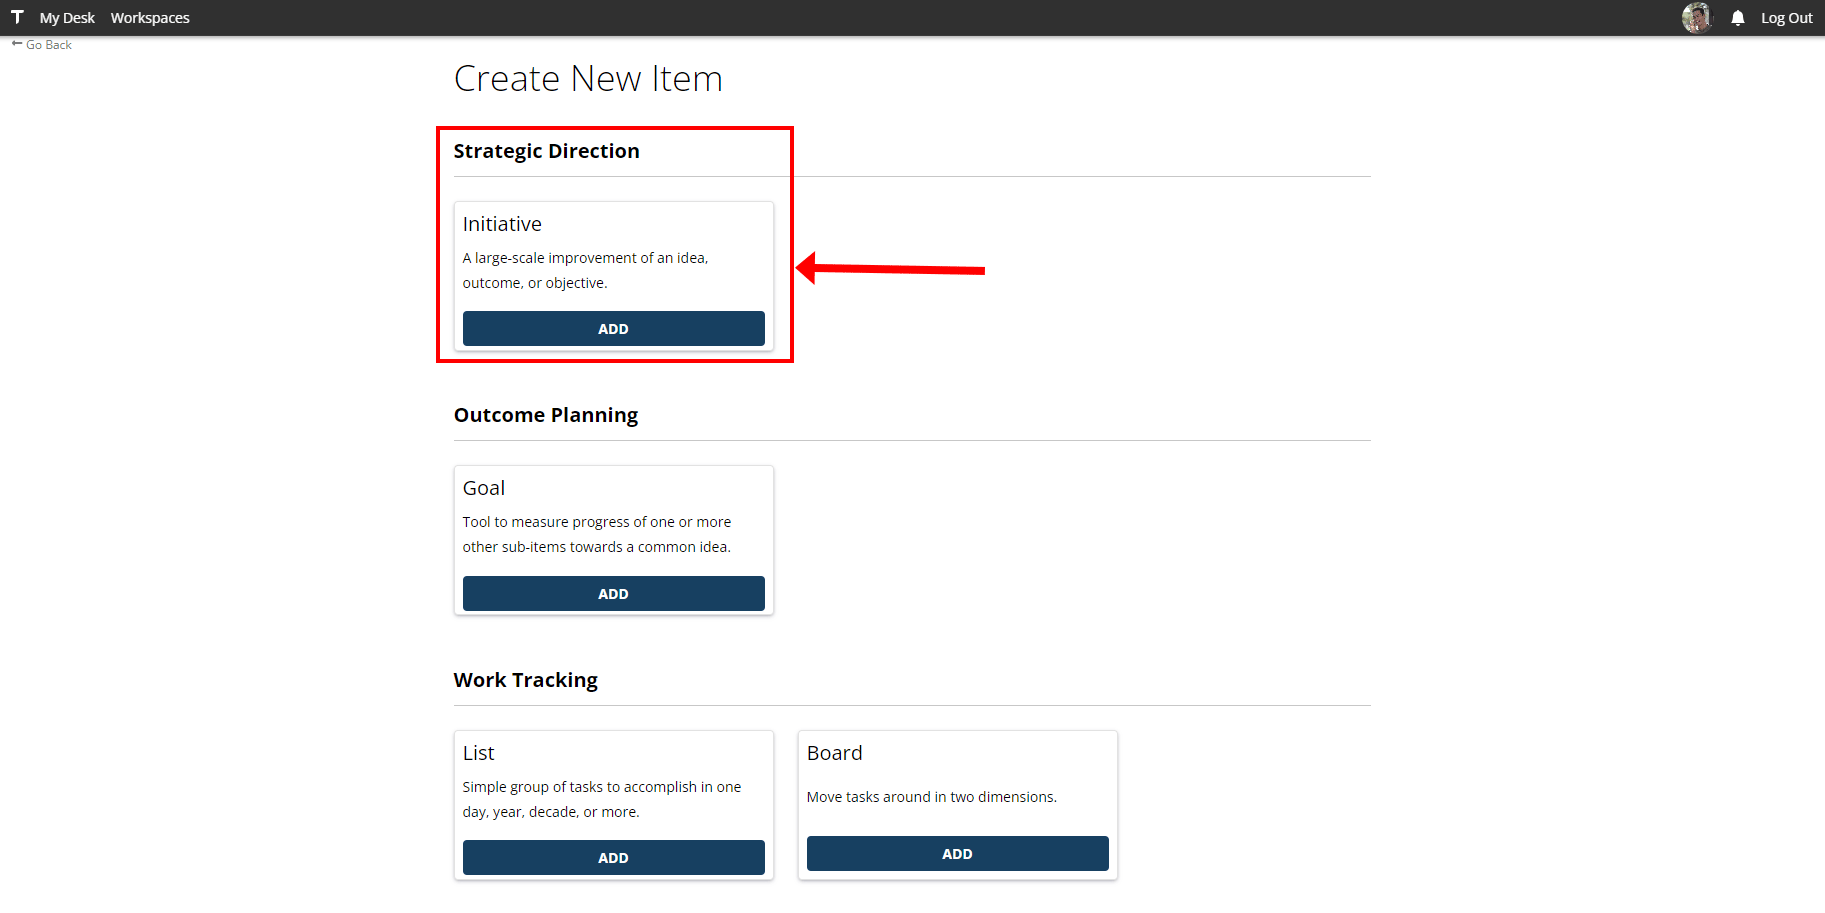 T My Desk Workspaces Log Out
Go Back
Create New Item
Strategic Direction
Initiative
A large-scale improvement of an idea,
outcome, or objective.
ADD
Outcome Planning
Goal
Tool to measure progress of one or more
other sub-items towards a common idea.
ADD
Work Tracking
List
Simple group of tasks to accomplish in one
day, year, decade, or more.
ADD
Board
Move tasks around in two dimensions.
ADD